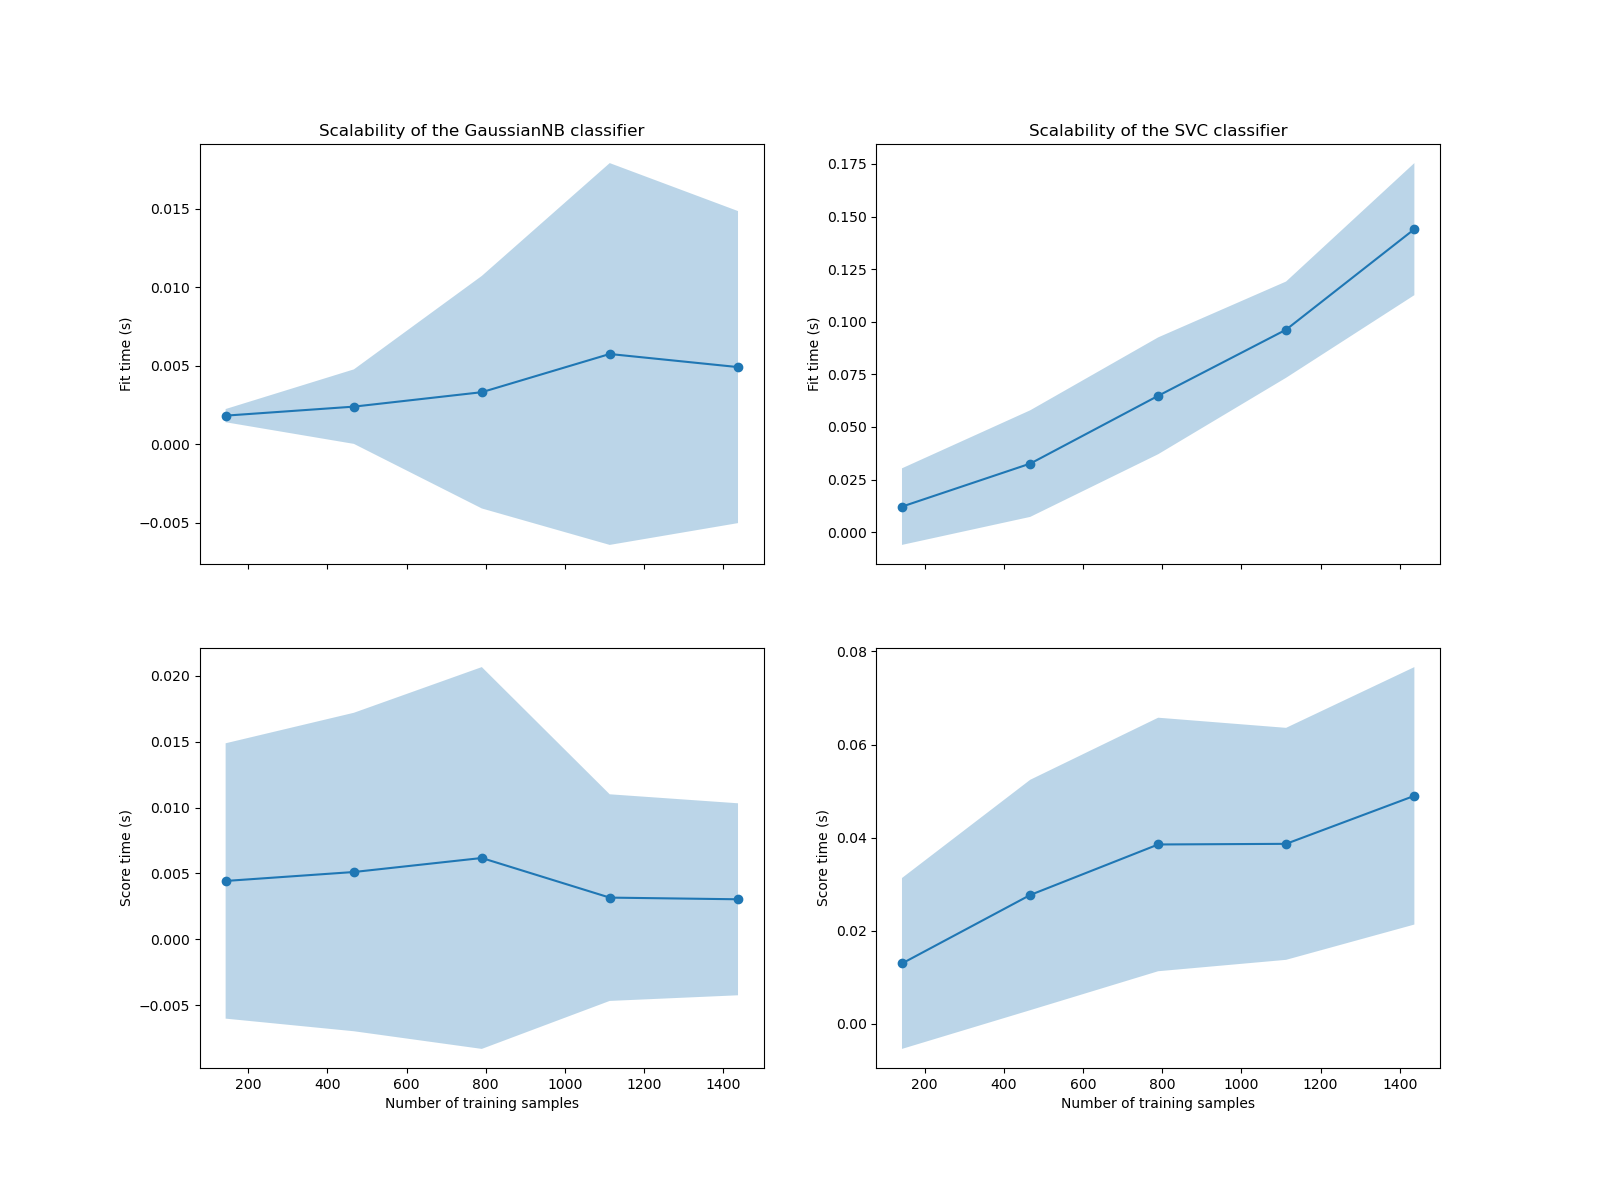 Scalability of the GaussianNB classifier
0.015
0.010
0.005
0.000
−0.005
Fit time (s)
Scalability of the SVC classifier
0.175
0.150
0.125
0.100
0.075
0.050
0.025
0.000
Fit time (s)
0.020
0.015
0.010
0.005
0.000
−0.005
Score time (s)
200 400 600 800 1000 1200 1400
Number of training samples
0.08
0.06
0.04
0.02
0.00
Score time (s)
200 400 600 800 1000 1200 1400
Number of training samples